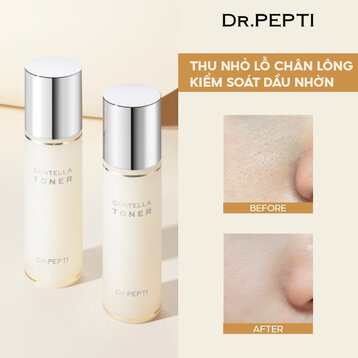 DR.PEPTI
THU NHỎ LỖ CHÂN LÔNG
KIỂM SOÁT DẦU NHỜN
CENTELLA
TONER
DR.PEPTI
CENTELLA
TONER
DR.PEPTI
BEFORE
AFTER